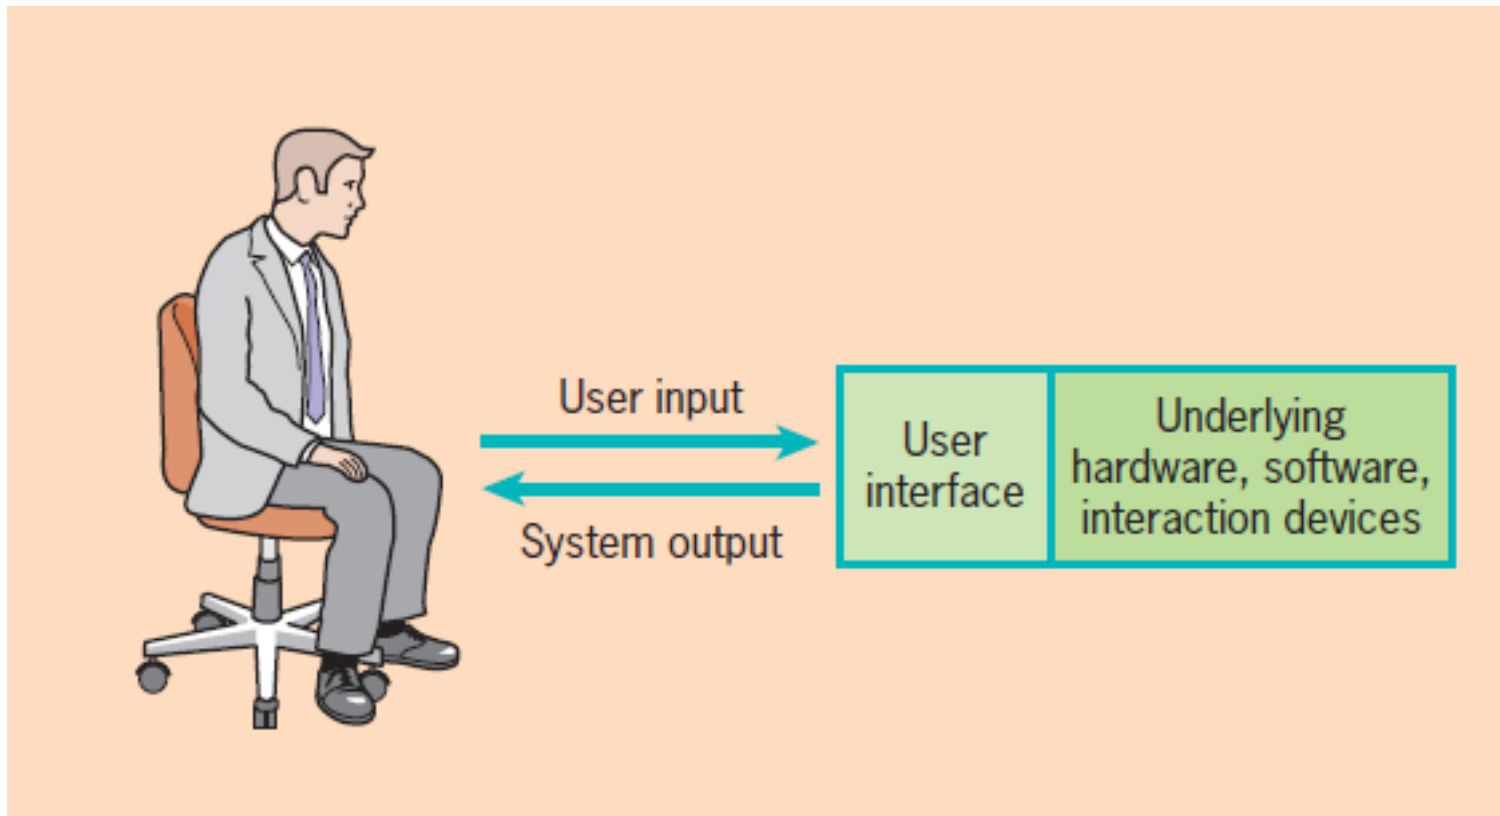 User input
System output
User
interface
Underlying
hardware, software,
interaction devices